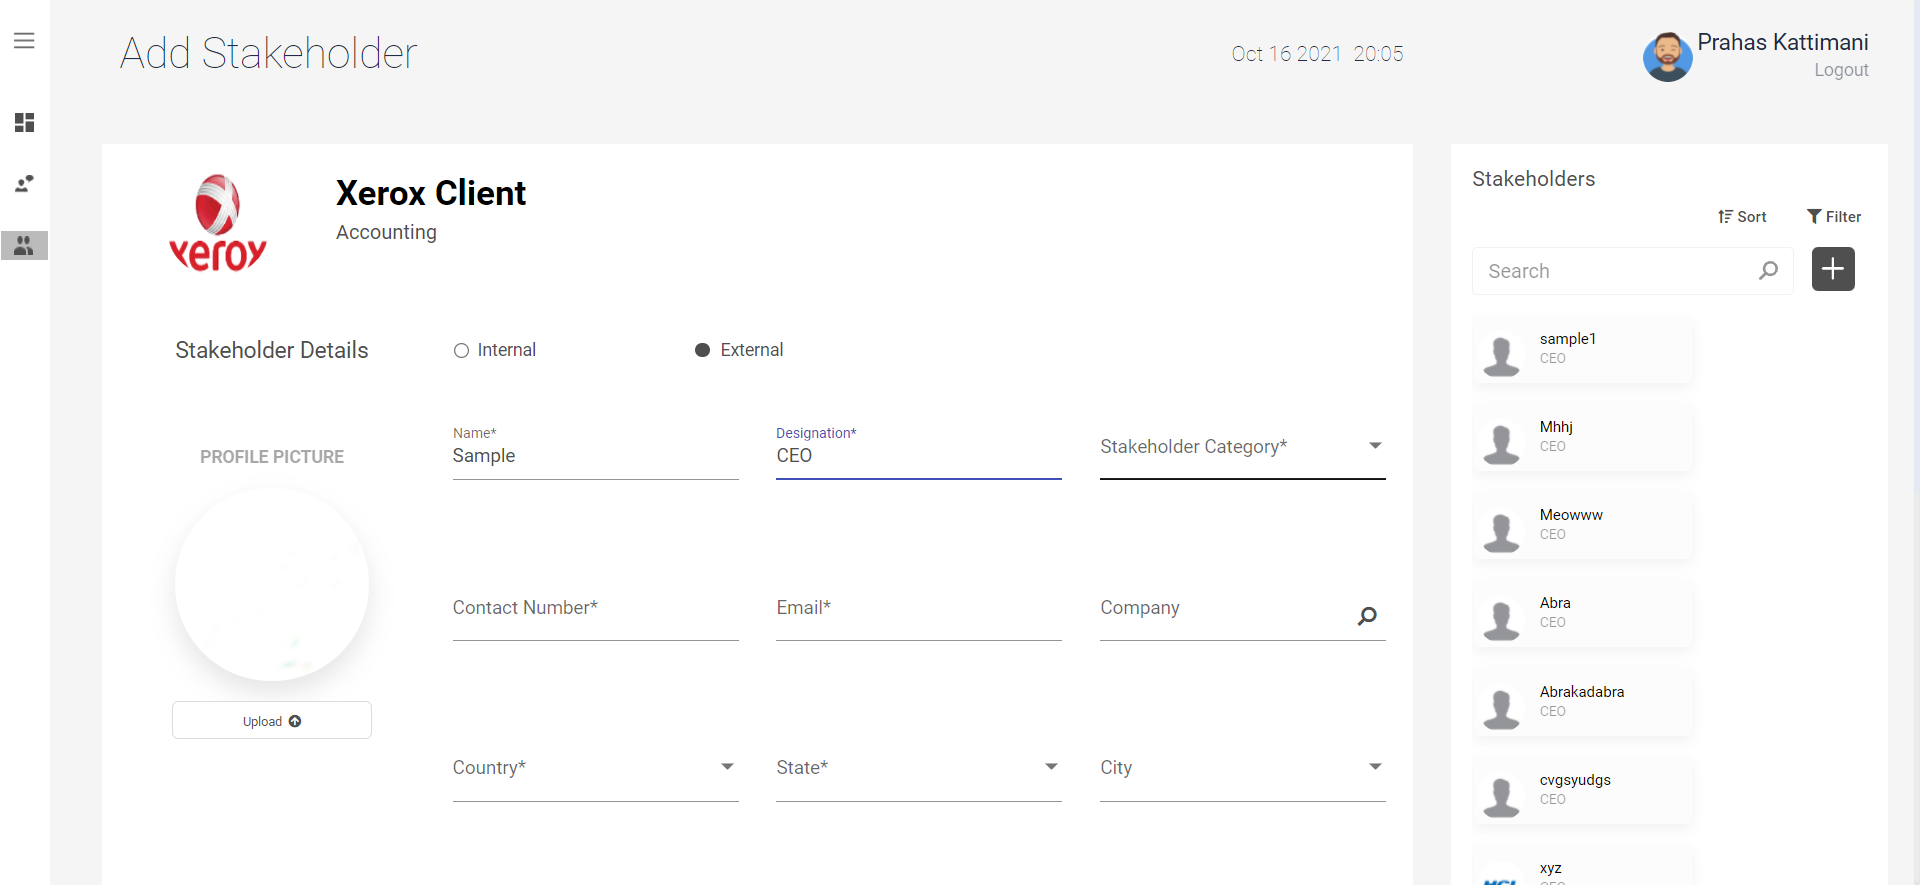 Add Stakeholder
Oct 16 2021 20:05
Prahas Kattimani
Logout
xeroy
Xerox Client
Accounting
Stakeholder Details
Internal
External
PROFILE PICTURE
Upload
Name*
Sample
Designation*
CEO
Stakeholder Category*
Contact Number*
Email*
Company
Country*
State*
City
Stakeholders
Sort
Filter
Search
sample1
CEO
Mhhj
CEO
Meowww
CEO
Abra
CEO
Abrakadabra
CEO
cvgsyudgs
CEO
xyz